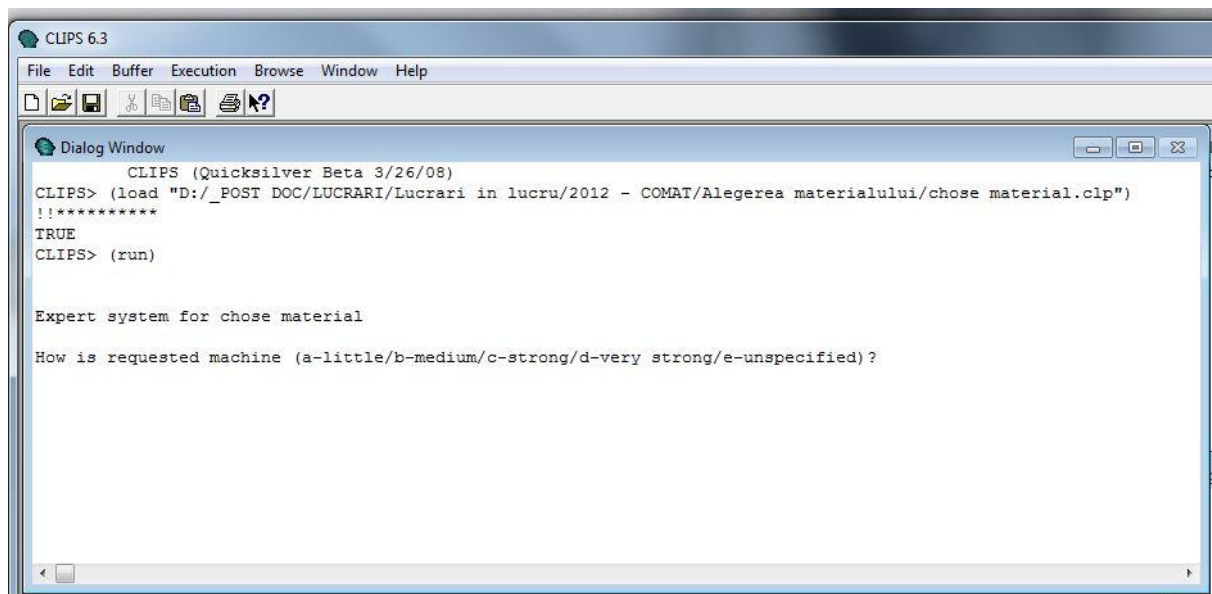 CLIPS 6.3
File Edit Buffer Execution Browse Window Help
Dialog Window
CLIPS (Quicksilver Beta 3/26/08)
CLIPS> (load "D:/_POST DOC/LUCRARI/Lucrari in lucru/2012 - COMAT/Alegerea materialului/chose material.clp")
!!**********
TRUE
CLIPS> (run)
Expert system for chose material
How is requested machine (a-little/b-medium/c-strong/d-very strong/e-unspecified)?